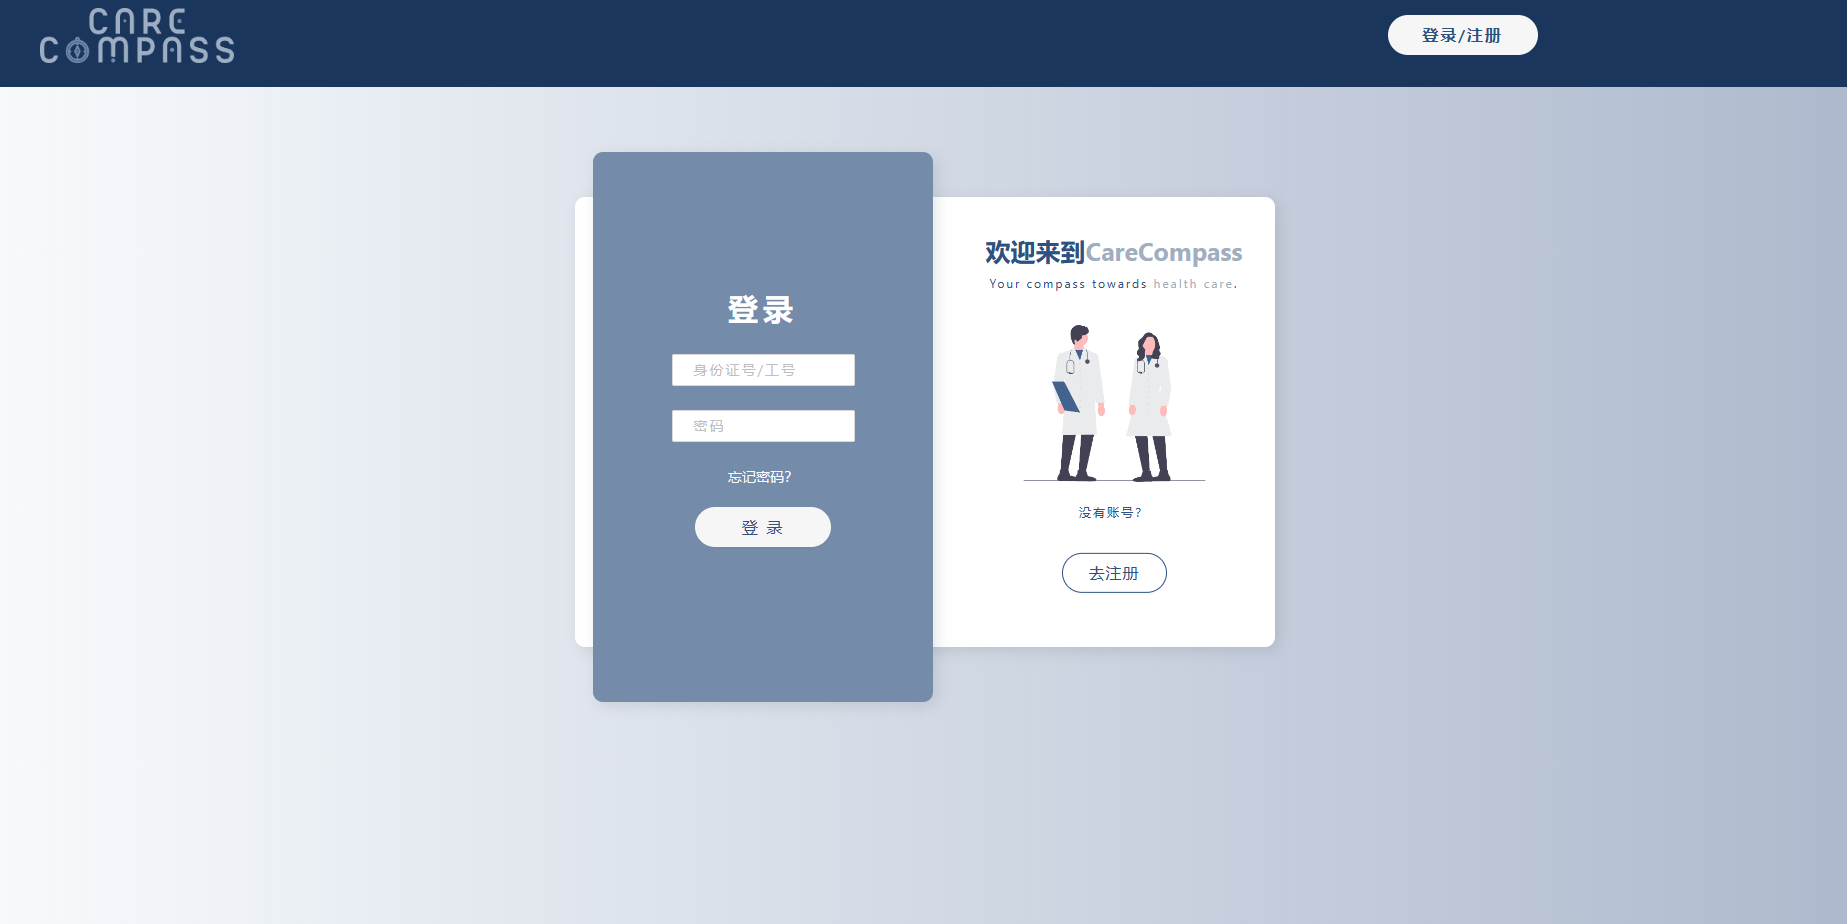 CARE
COMPASS
登录/注册
登录
身份证号/工号
密码
忘记密码?
登 录
欢迎来到CareCompass
Your compass towards health care.
没有账号?
去注册